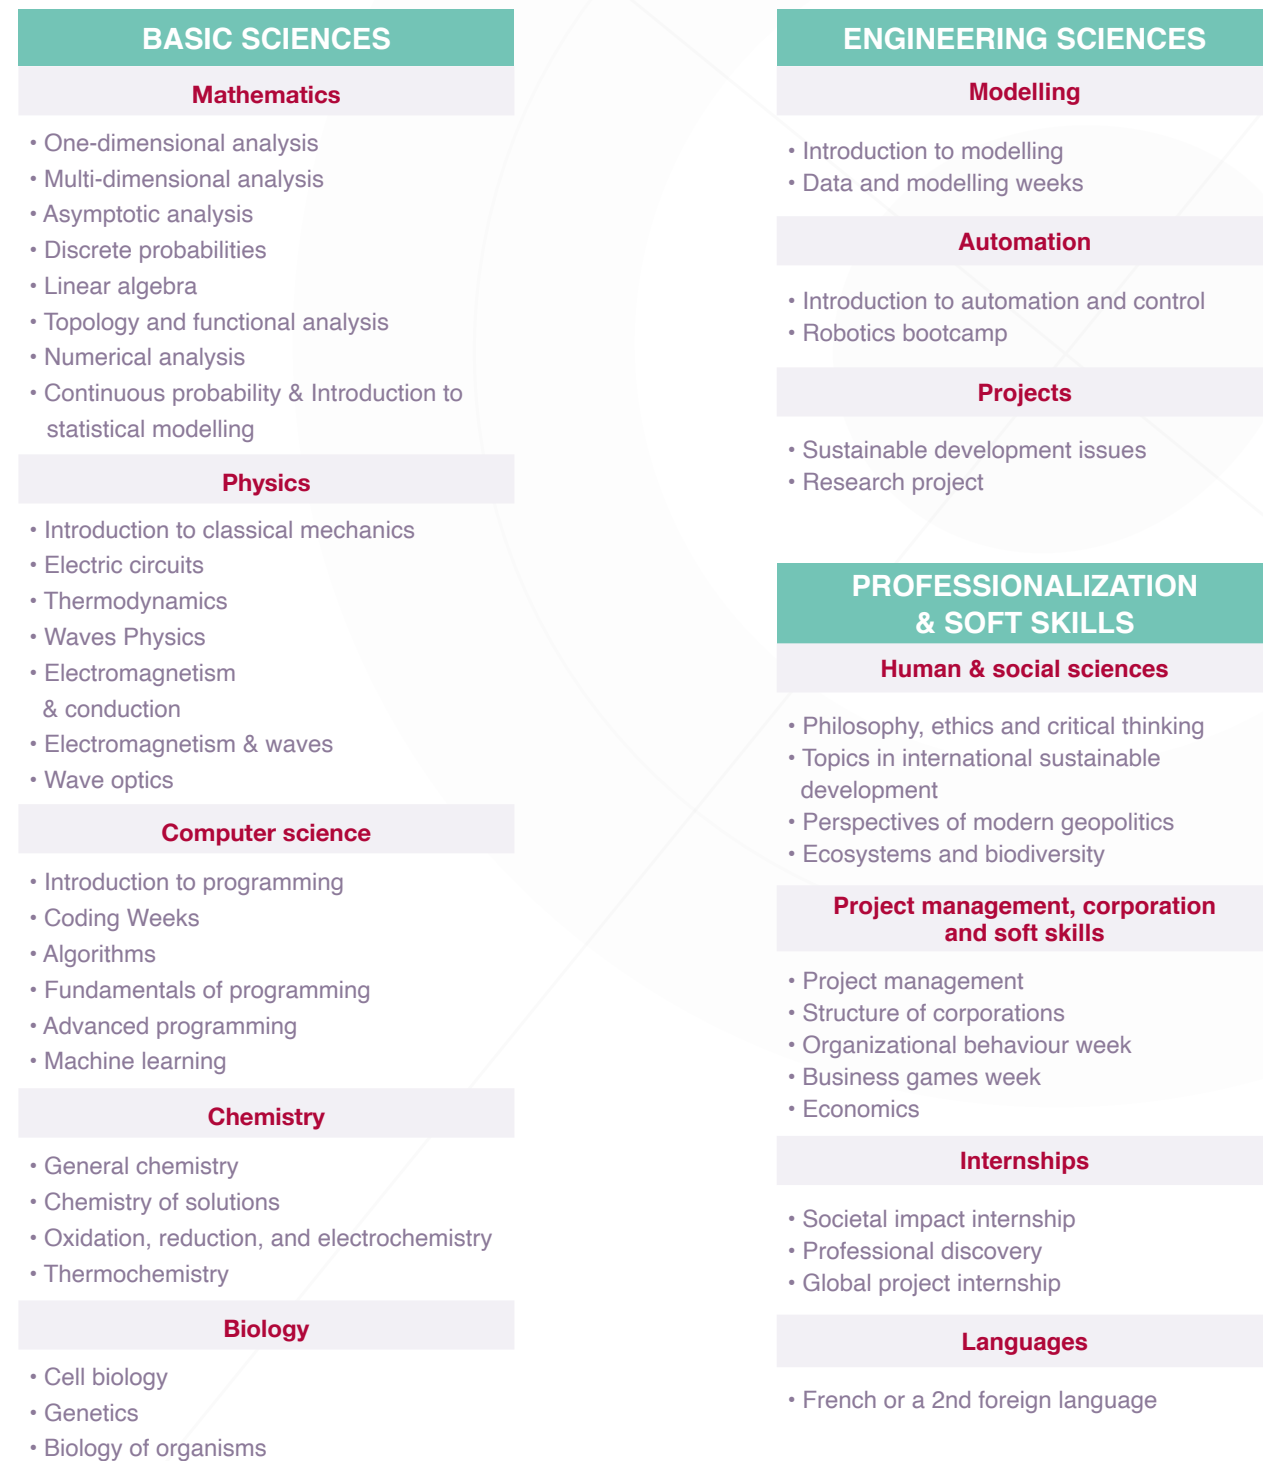 BASIC SCIENCES
Mathematics
• One-dimensional analysis
• Multi-dimensional analysis
• Asymptotic analysis
• Discrete probabilities
• Linear algebra
• Topology and functional analysis
• Numerical analysis
• Continuous probability & Introduction to
statistical modelling
Physics
• Introduction to classical mechanics
• Electric circuits
• Thermodynamics
• Waves Physics
• Electromagnetism
& conduction
• Electromagnetism & waves
• Wave optics
Computer science
• Introduction to programming
• Coding Weeks
• Algorithms
• Fundamentals of programming
• Advanced programming
• Machine learning
Chemistry
• General chemistry
• Chemistry of solutions
• Oxidation, reduction, and electrochemistry
• Thermochemistry
Biology
• Cell biology
• Genetics
• Biology of organisms
ENGINEERING SCIENCES
Modelling
• Introduction to modelling
• Data and modelling weeks
Automation
• Introduction to automation and control
• Robotics bootcamp
Projects
• Sustainable development issues
• Research project
PROFESSIONALIZATION
& SOFT SKILLS
Human & social sciences
• Philosophy, ethics and critical thinking
• Topics in international sustainable
development
• Perspectives of modern geopolitics
• Ecosystems and biodiversity
Project management, corporation
and soft skills
• Project management
• Structure of corporations
• Organizational behaviour week
• Business games week
• Economics
Internships
• Societal impact internship
• Professional discovery
• Global project internship
Languages
• French or a 2nd foreign language